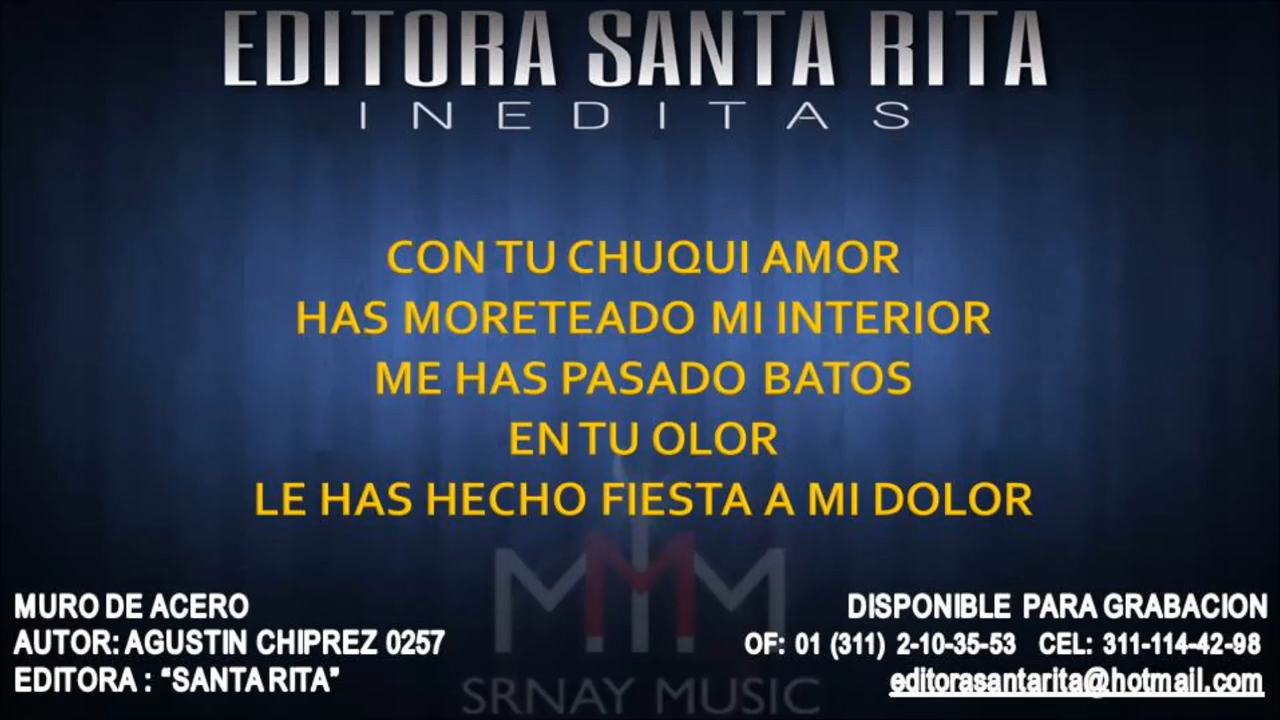 EDITORA SANTA RITA
INEDITAS
CON TU CHUQUI AMOR
HAS MORETEADO MI INTERIOR
ME HAS PASADO BATOS
EN TU OLOR
LE HAS HECHO FIESTA A MI DOLOR
MURO DE ACERO
AUTOR: AGUSTIN CHIPREZ 0257
EDITORA : “SANTA RITA”
DISPONIBLE PARA GRABACION
OF: 01 (311) 2-10-35-53 CEL: 311-114-42-98
editorasantarita@hotmail.com
MYM
SRNAY MUSIC